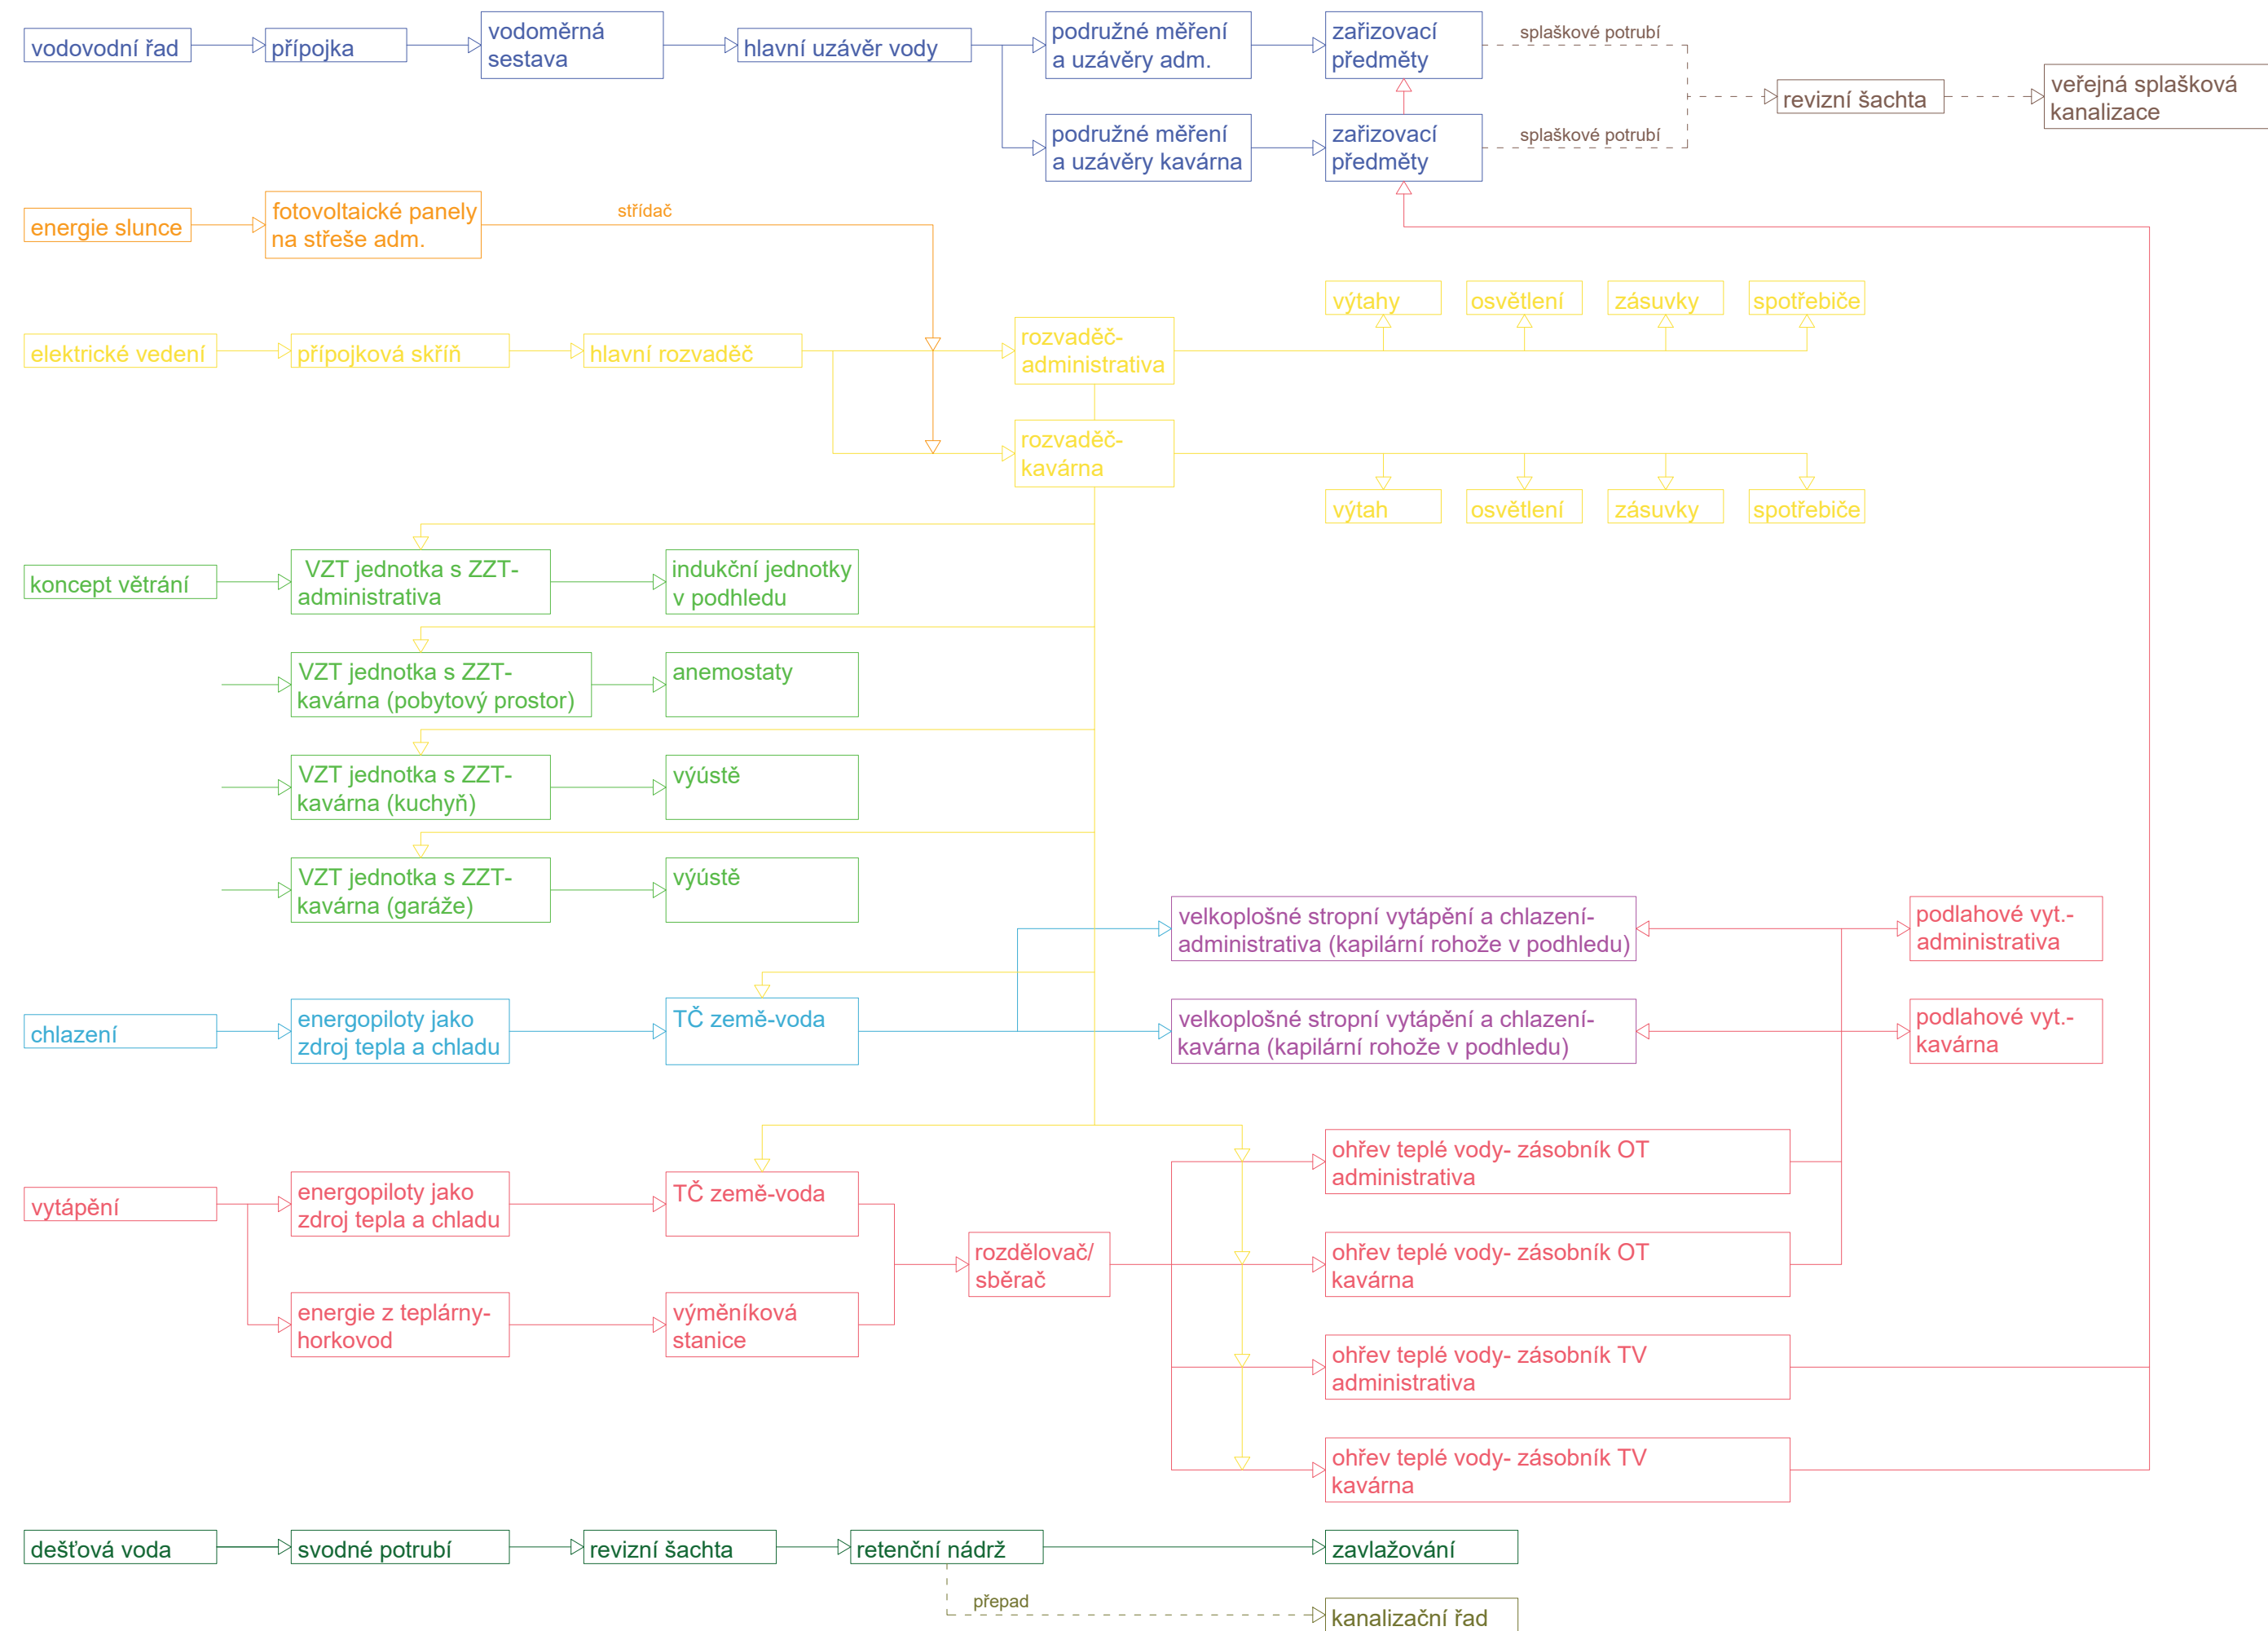 vodovodní řad
přípojka
vodoměrná
sestava
hlavní uzávěr vody
podružné měření
a uzávěry adm.
zařizovací
předměty
splaškové potrubí
revizní šachta
veřejná splašková
kanalizace
podružné měření
a uzávěry kavárna
zařizovací
předměty
splaškové potrubí
energie slunce
fotovoltaické panely
na střeše adm.
střídač
výtahy
osvětlení
zásuvky
spotřebiče
elektrické vedení
přípojková skříň
hlavní rozvaděč
rozvaděč-
administrativa
rozvaděč-
kavárna
výtah
osvětlení
zásuvky
spotřebiče
koncept větrání
VZT jednotka s ZZT-
administrativa
indukční jednotky
v podhledu
VZT jednotka s ZZT-
kavárna (pobytový prostor)
anemostaty
VZT jednotka s ZZT-
kavárna (kuchyň)
výústě
VZT jednotka s ZZT-
kavárna (garáže)
výústě
velkoplošné stropní vytápění a chlazení-
administrativa (kapilární rohože v podhledu)
podlahové vyt.-
administrativa
chlazení
energopiloty jako
zdroj tepla a chladu
TČ země-voda
velkoplošné stropní vytápění a chlazení-
kavárna (kapilární rohože v podhledu)
podlahové vyt.-
kavárna
vytápění
energopiloty jako
zdroj tepla a chladu
TČ země-voda
ohřev teplé vody- zásobník OT
administrativa
rozdělovač/
sběrač
ohřev teplé vody- zásobník OT
kavárna
energie z teplárny-
horkovod
výměníková
stanice
ohřev teplé vody- zásobník TV
administrativa
ohřev teplé vody- zásobník TV
kavárna
dešťová voda
svodné potrubí
revizní šachta
retenční nádrž
zavlažování
přepad
kanalizační řad